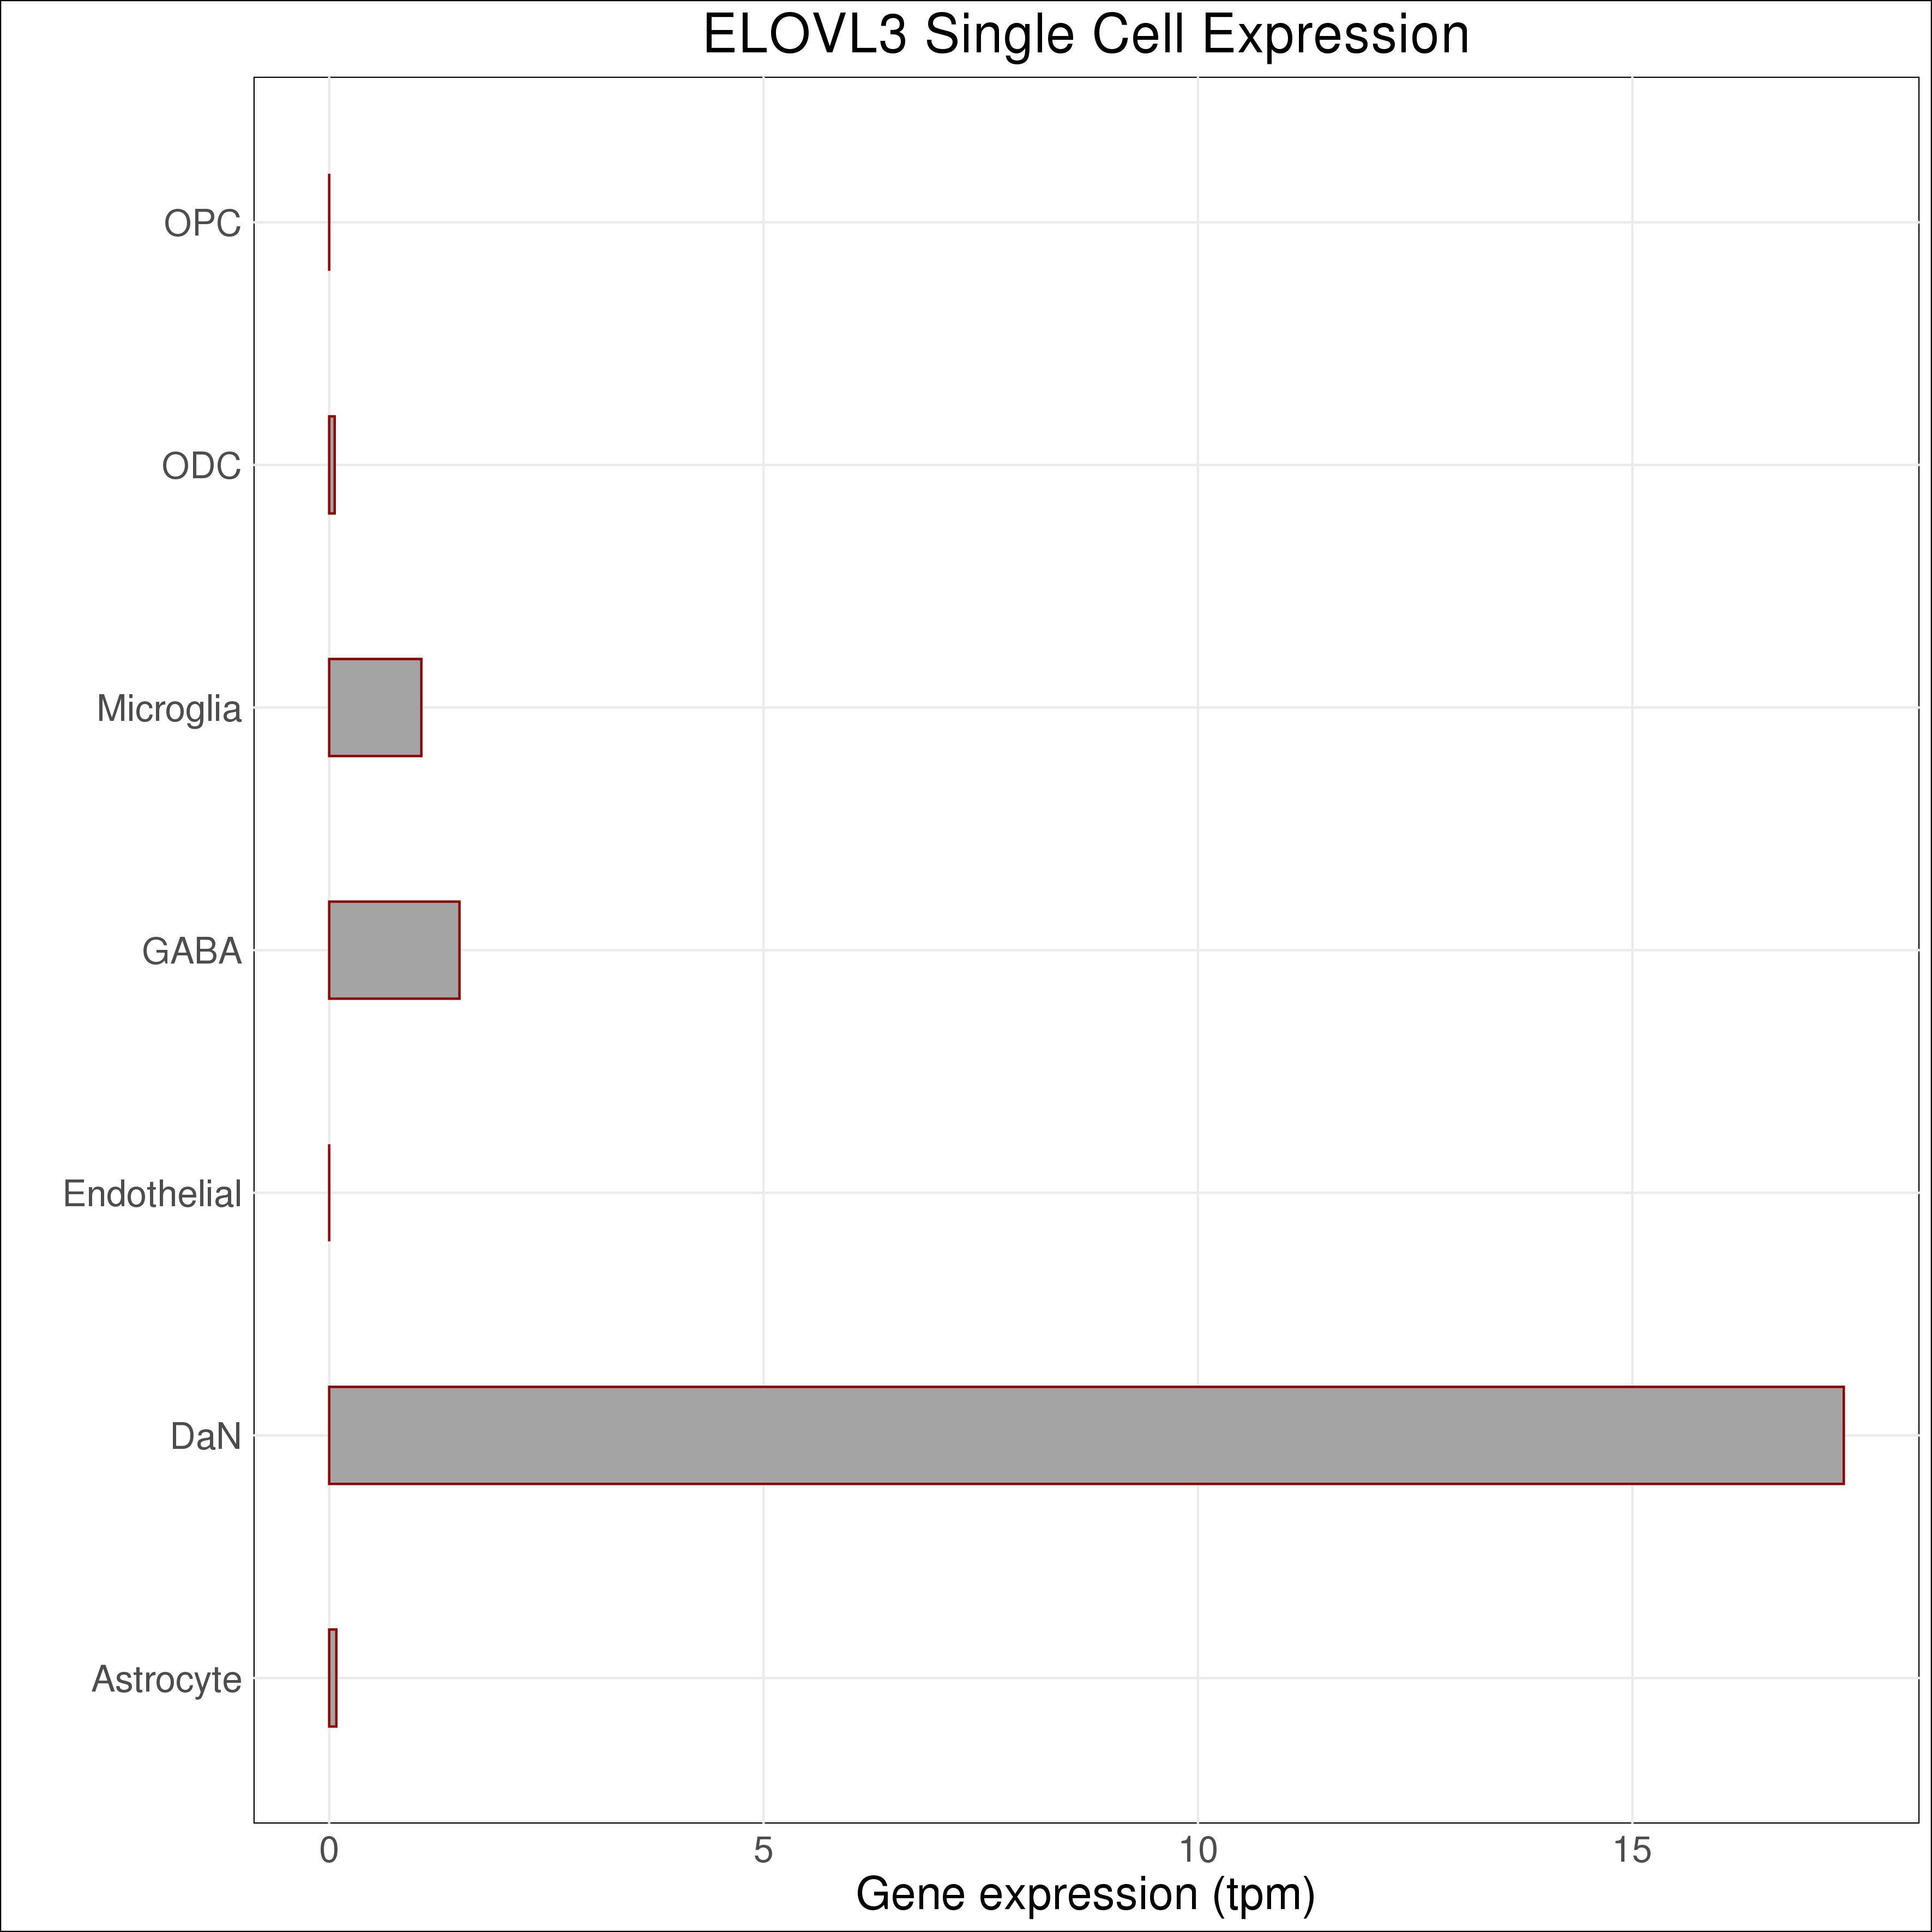 ELOVL3 Single Cell Expression
OPC
ODC
Microglia
GABA
Endothelial
DaN
Astrocyte
0 5 10 15
Gene expression (tpm)